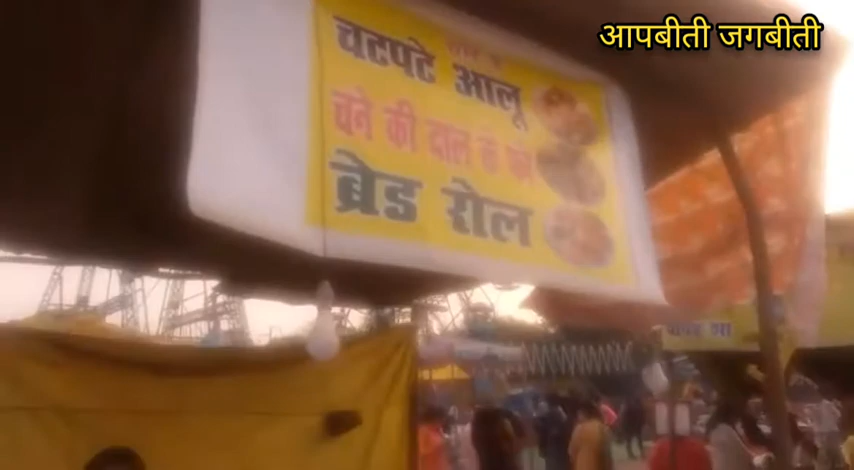 आपबीती जगबीती
चटपटे आलू
चने की दाल के
ब्रेड रोल